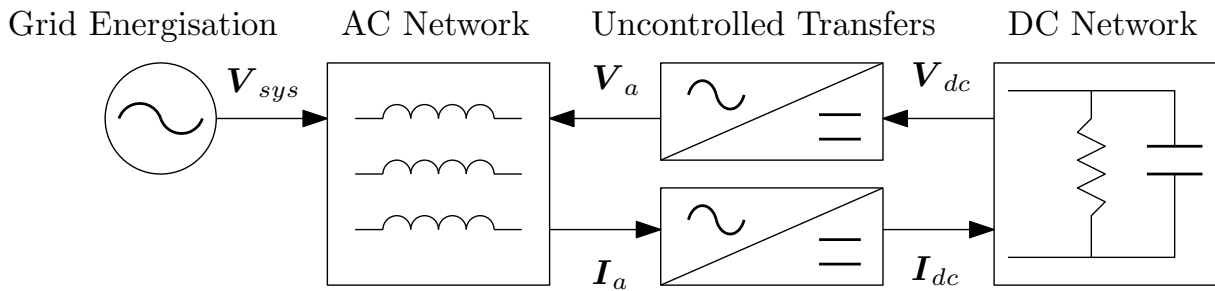 Grid Energisation AC Network Uncontrolled Transfers DC Network
V_sys V_a V_dc
I_a I_dc